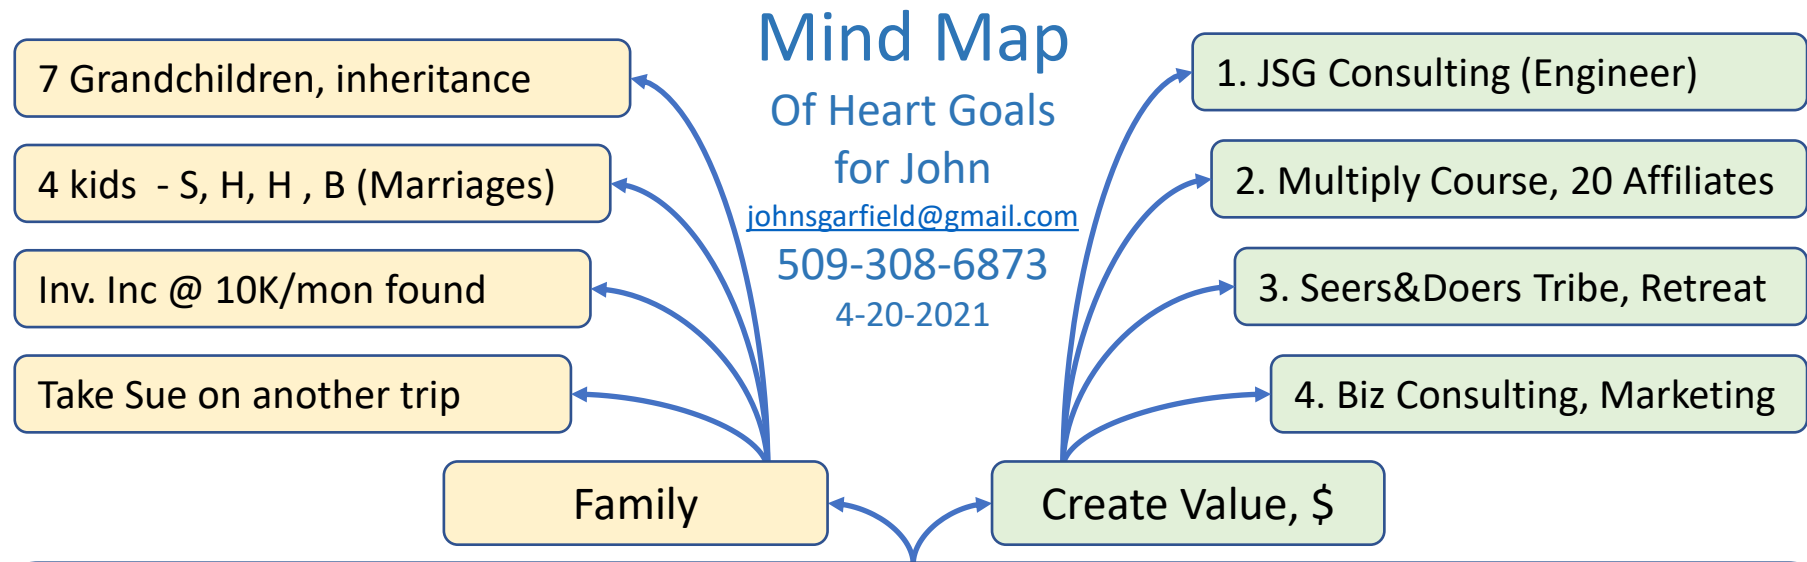 Mind Map
Of Heart Goals
for John
johnsgarfield@gmail.com
509-308-6873
4-20-2021
7 Grandchildren, inheritance
4 kids - S, H, H , B (Marriages)
Inv. Inc @ 10K/mon found
Take Sue on another trip
Family
1. JSG Consulting (Engineer)
2. Multiply Course, 20 Affiliates
3. Seers&Doers Tribe, Retreat
4. Biz Consulting, Marketing
Create Value, $